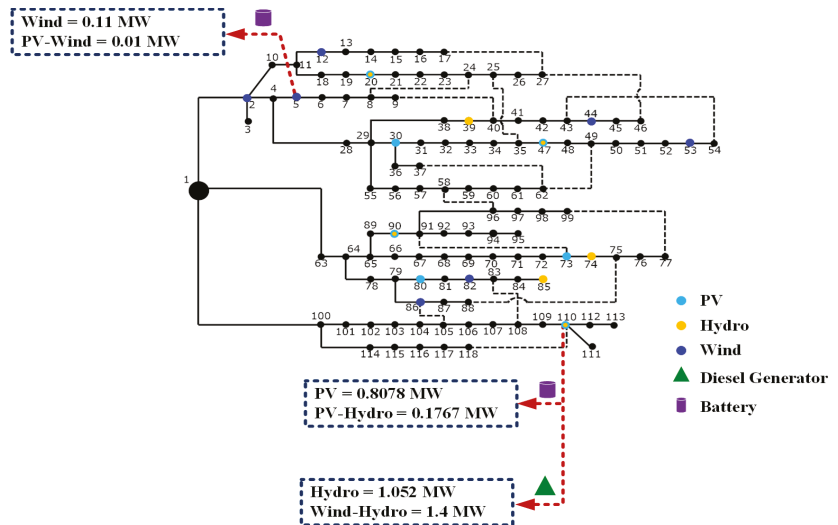 Wind = 0.11 MW
PV-Wind = 0.01 MW
13
10 12 14 15 16 17
11 24 25
18 19 20 21 22 23 26 27
4
2 5 6 7 8 9
3
38 39 40 41 42 43 44 45 46
29 30 49
28 31 32 33 34 35 47 48 50 51 52 53 54
36 37
58
55 56 57 59 60 61 62
1
96 97 98 99
89 90 91 92 93
94 95
64 66 75
63 65 67 68 69 70 71 72 73 74 76 77
79 83
78 80 81 82 84 85
86 87 88
100 109 110 112 113
101 102 103 104 105 106 107 108
111
114 115 116 117 118
PV
Hydro
Wind
Diesel Generator
Battery
PV = 0.8078 MW
PV-Hydro = 0.1767 MW
Hydro = 1.052 MW
Wind-Hydro = 1.4 MW